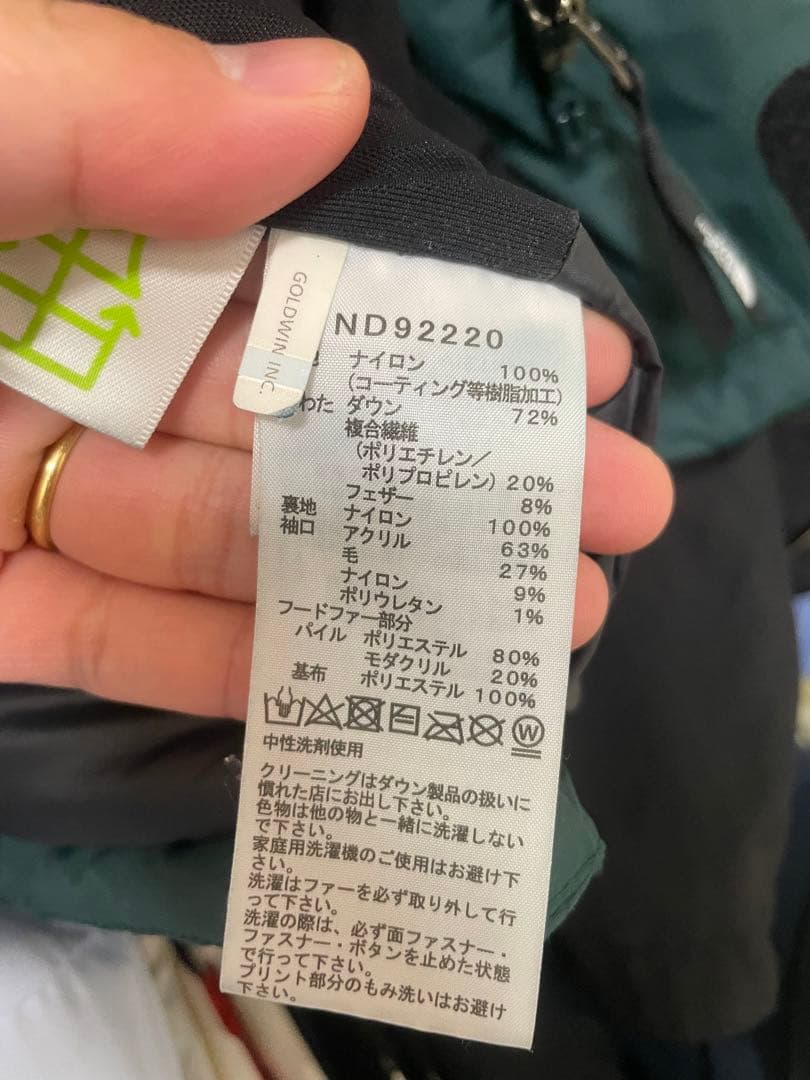 GOLDWIN INC.
ND92220
ナイロン 100%
(コーティング等樹脂加工)
わた ダウン 72%
複合繊維
(ポリエチレン／
ポリプロピレン) 20%
フェザー 8%
裏地 ナイロン 100%
袖口 アクリル 63%
毛 27%
ナイロン 9%
ポリウレタン 1%
フードファー部分
パイル ポリエステル 80%
モダクリル 20%
基布 ポリエステル 100%
W
中性洗剤使用
クリーニングはダウン製品の扱いに
慣れた店にお出し下さい。
色物は他の物と一緒に洗濯しない
で下さい。
家庭用洗濯機のご使用はお避け下
さい。
洗濯はファーを必ず取り外して行
って下さい。
洗濯の際は、必ず面ファスナー・
ファスナー・ボタンを止めた状態
で行って下さい。
プリント部分のもみ洗いはお避け
下さい。